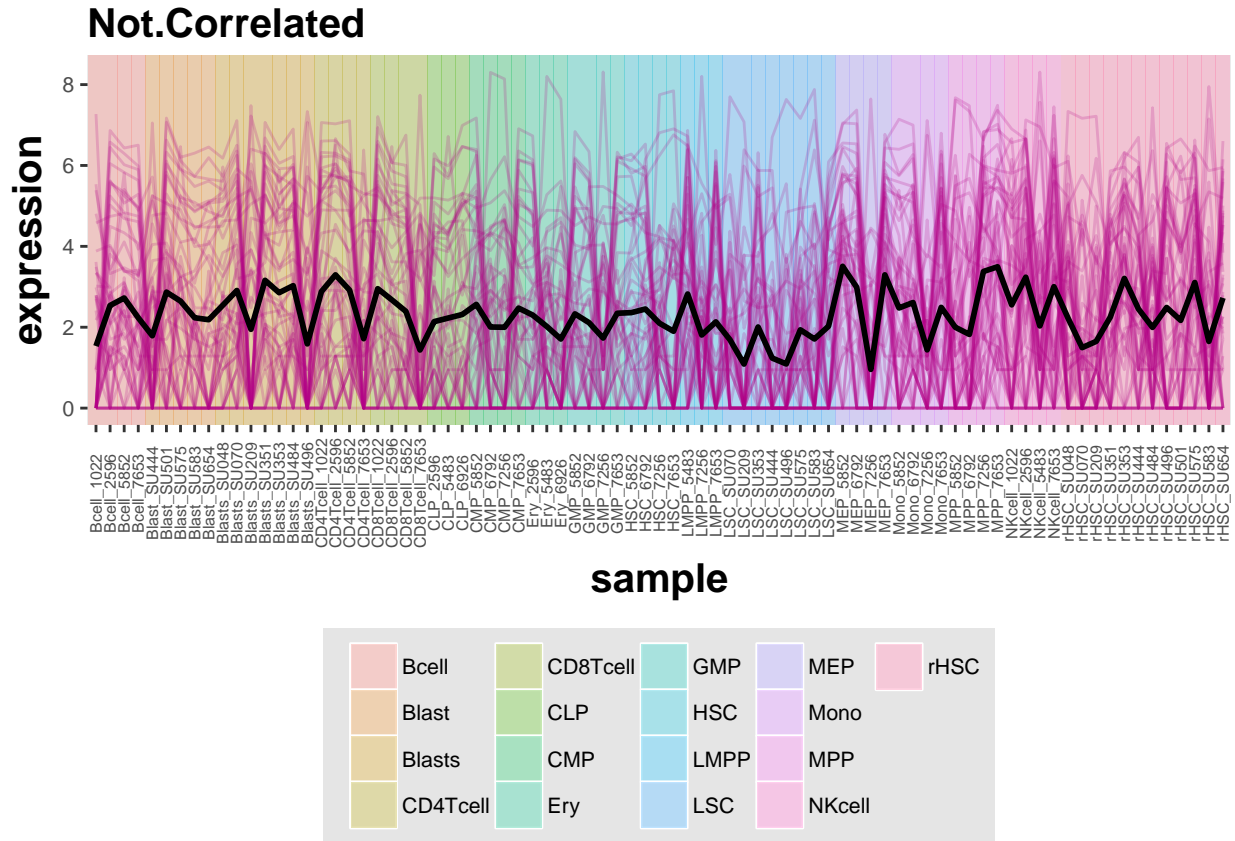 Not.Correlated
expression
8
6
4
2
0
Bcell_1022
Bcell_2596
Bcell_5852
Bcell_7653
Blast_SU444
Blast_SU501
Blast_SU575
Blast_SU583
Blast_SU654
Blasts_SU048
Blasts_SU070
Blasts_SU209
Blasts_SU351
Blasts_SU353
Blasts_SU484
Blasts_SU496
CD4Tcell_1022
CD4Tcell_2596
CD4Tcell_5852
CD4Tcell_7653
CD8Tcell_1022
CD8Tcell_2596
CD8Tcell_5852
CD8Tcell_7653
CLP_2596
CLP_5483
CLP_6926
CMP_5852
CMP_6792
CMP_7256
CMP_7653
Ery_2596
Ery_5483
Ery_6926
GMP_5852
GMP_6792
GMP_7256
GMP_7653
HSC_5852
HSC_6792
HSC_7256
HSC_7653
LMPP_5483
LMPP_7256
LMPP_7653
LSC_SU070
LSC_SU209
LSC_SU353
LSC_SU444
LSC_SU496
LSC_SU575
LSC_SU583
LSC_SU654
MEP_5852
MEP_6792
MEP_7256
MEP_7653
Mono_5852
Mono_6792
Mono_7256
Mono_7653
MPP_5852
MPP_6792
MPP_7256
MPP_7653
NKcell_1022
NKcell_2596
NKcell_5483
NKcell_7653
rHSC_SU048
rHSC_SU070
rHSC_SU209
rHSC_SU351
rHSC_SU353
rHSC_SU444
rHSC_SU484
rHSC_SU496
rHSC_SU501
rHSC_SU575
rHSC_SU583
rHSC_SU654
sample
Bcell
Blast
Blasts
CD4Tcell
CD8Tcell
CLP
CMP
Ery
GMP
HSC
LMPP
LSC
MEP
Mono
MPP
NKcell
rHSC